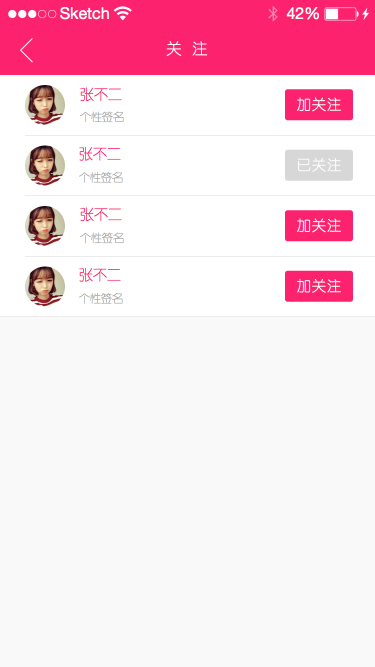 Sketch 42%
关 注
张不二
个性签名
加关注
张不二
个性签名
已关注
张不二
个性签名
加关注
张不二
个性签名
加关注